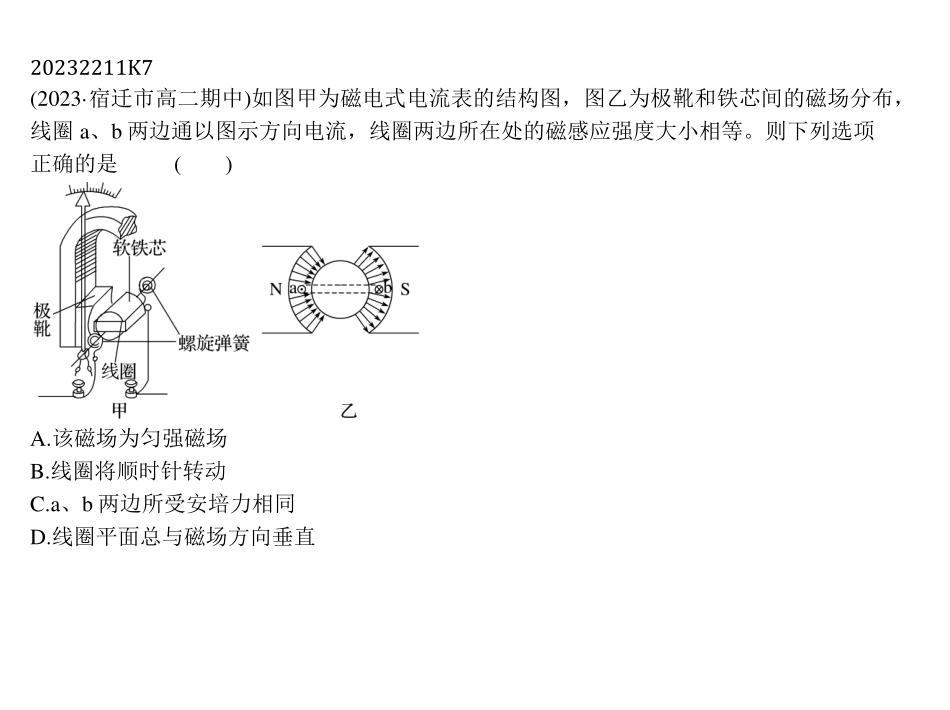 20232211K7
(2023·宿迁市高二期中)如图甲为磁电式电流表的结构图，图乙为极靴和铁芯间的磁场分布，
线圈 a、b 两边通以图示方向电流，线圈两边所在处的磁感应强度大小相等。则下列选项
正确的是 ( )
软铁芯
极
靴
螺旋弹簧
线圈
甲
N a b S
乙
A.该磁场为匀强磁场
B.线圈将顺时针转动
C.a、b 两边所受安培力相同
D.线圈平面总与磁场方向垂直